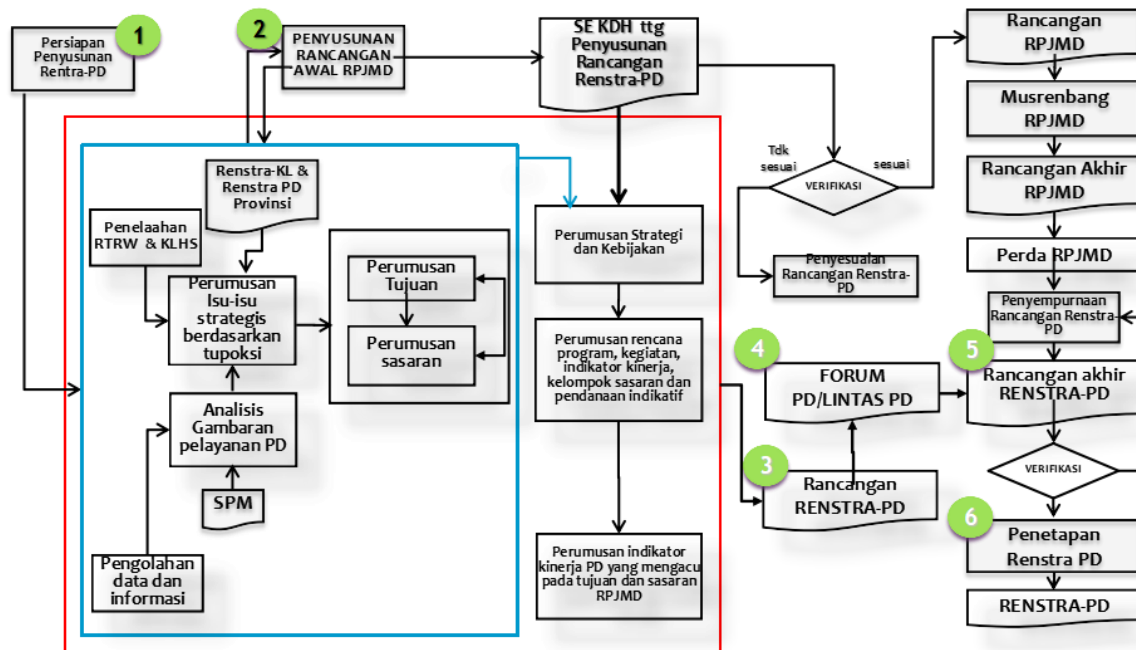 1
Persiapan
Penyusunan
Rentra-PD
2
PENYUSUNAN
RANCANGAN
AWAL RPJMD
SE KDH ttg
Penyusunan
Rancangan
Renstra-PD
Rancangan
RPJMD
Musrenbang
RPJMD
Tdk
sesuai
sesuai
VERIFIKASI
Rancangan Akhir
RPJMD
Renstra-KL &
Renstra PD
Provinsi
Penelaahan
RTRW & KLHS
Perumusan Strategi
dan Kebijakan
Penyesuaian
Rancangan Renstra-
PD
Perda RPJMD
Perumusan
Isu-isu
strategis
berdasarkan
tupoksi
Perumusan
Tujuan
Perumusan
sasaran
Penyempurnaan
Rancangan Renstra-
PD
Perumusan rencana
program, kegiatan,
indikator kinerja,
kelompok sasaran dan
pendanaan indikatif
4
FORUM
PD/LINTAS PD
5
Rancangan akhir
RENSTRA-PD
Analisis
Gambaran
pelayanan PD
SPM
3
Rancangan
RENSTRA-PD
VERIFIKASI
Pengolahan
data dan
informasi
Perumusan indikator
kinerja PD yang mengacu
pada tujuan dan sasaran
RPJMD
6
Penetapan
Renstra PD
RENSTRA-PD